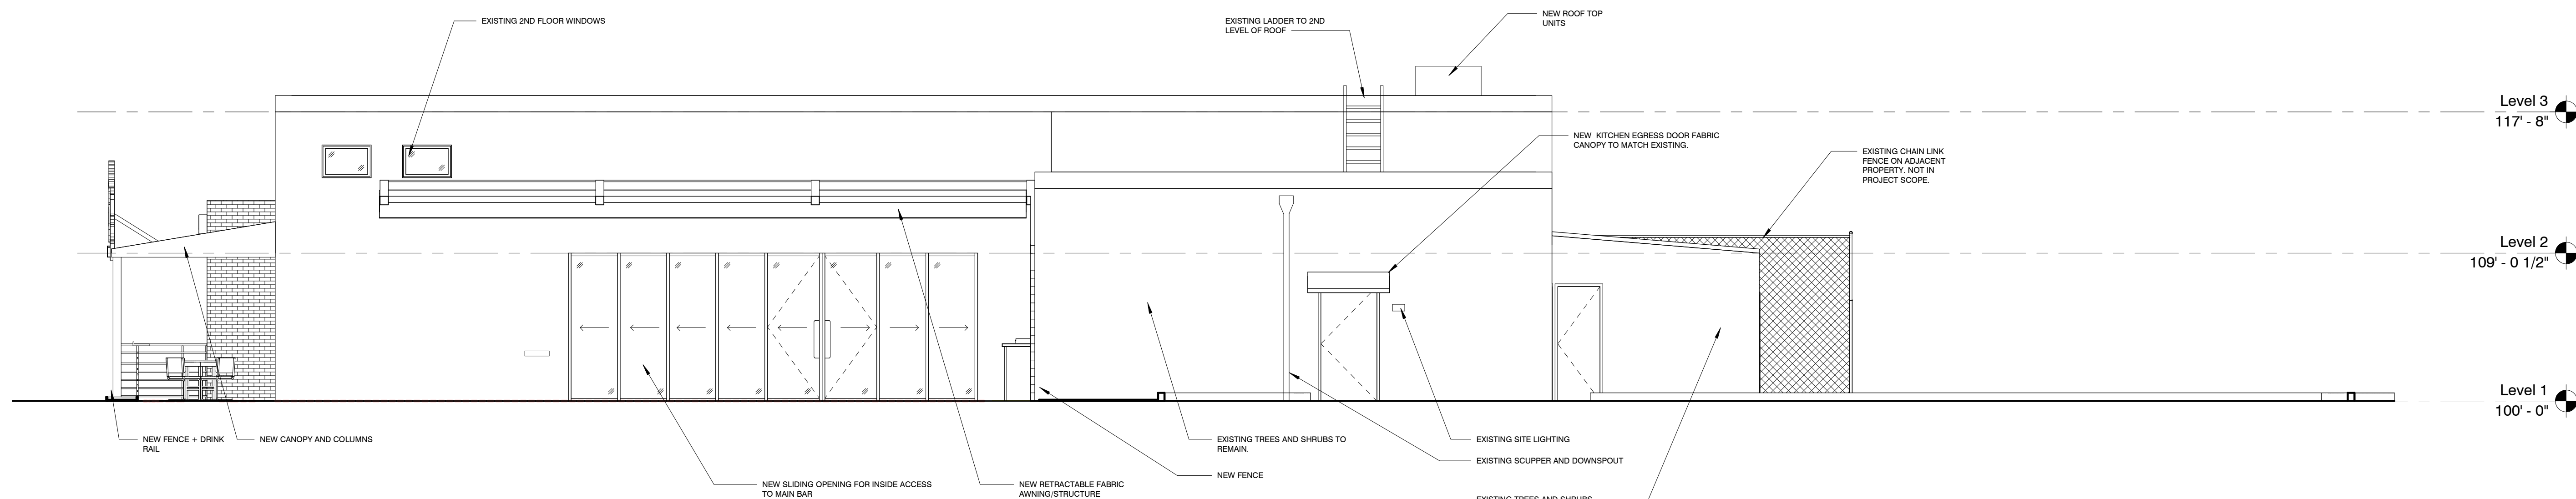 EXISTING 2ND FLOOR WINDOWS
EXISTING LADDER TO 2ND
LEVEL OF ROOF
NEW ROOF TOP
UNITS
Level 3
117' - 8"
NEW  KITCHEN EGRESS DOOR FABRIC
CANOPY TO MATCH EXISTING.
EXISTING CHAIN LINK
FENCE ON ADJACENT
PROPERTY. NOT IN
PROJECT SCOPE.
Level 2
109' - 0 1/2"
Level 1
100' - 0"
NEW FENCE + DRINK
RAIL
NEW CANOPY AND COLUMNS
EXISTING TREES AND SHRUBS TO
REMAIN.
EXISTING SITE LIGHTING
EXISTING SCUPPER AND DOWNSPOUT
NEW FENCE
NEW SLIDING OPENING FOR INSIDE ACCESS
TO MAIN BAR
NEW RETRACTABLE FABRIC
AWNING/STRUCTURE
EXISTING TREES AND SHRUBS